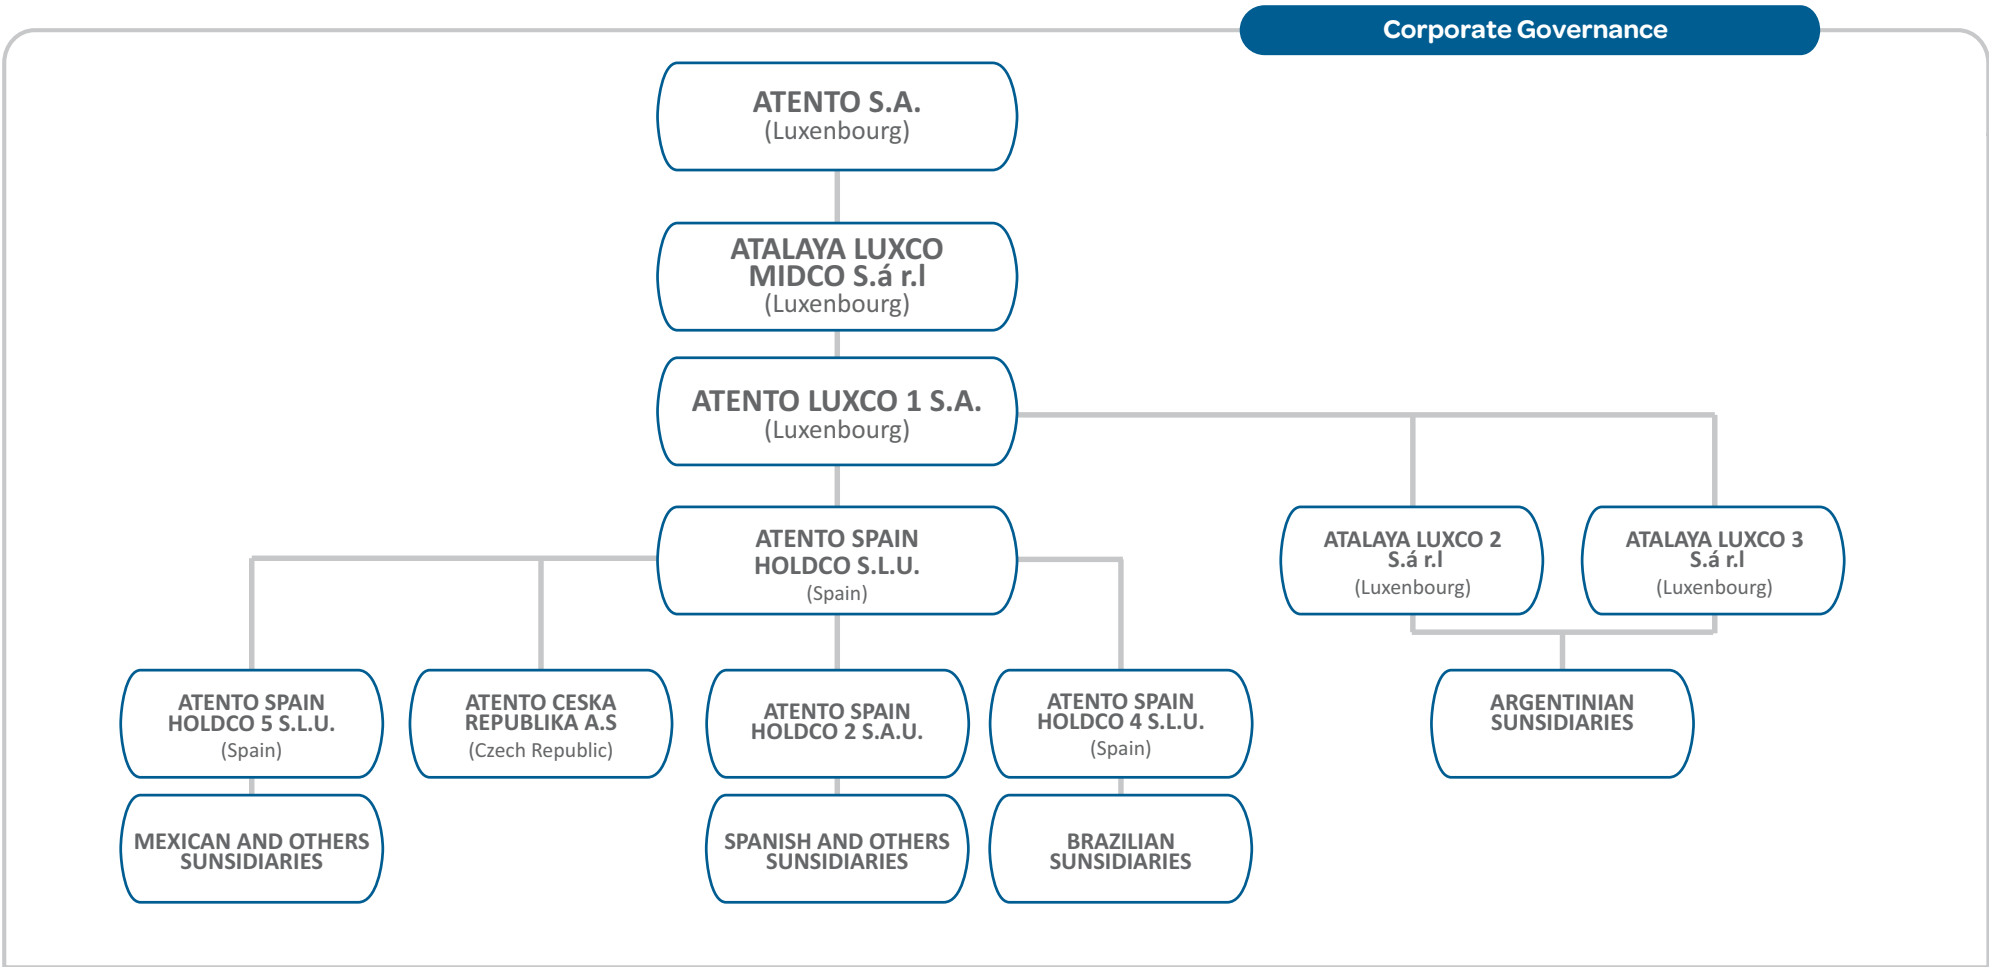 Corporate Governance
ATENTO S.A.
(Luxenbourg)
ATALAYA LUXCO
MIDCO S.á r.l
(Luxenbourg)
ATENTO LUXCO 1 S.A.
(Luxenbourg)
ATENTO SPAIN
HOLDCO S.L.U.
(Spain)
ATALAYA LUXCO 2
S.á r.l
(Luxenbourg)
ATALAYA LUXCO 3
S.á r.l
(Luxenbourg)
ATENTO SPAIN
HOLDCO 5 S.L.U.
(Spain)
ATENTO CESKA
REPUBLIKA A.S
(Czech Republic)
ATENTO SPAIN
HOLDCO 2 S.A.U.
ATENTO SPAIN
HOLDCO 4 S.L.U.
(Spain)
ARGENTINIAN
SUNSIDIARIES
MEXICAN AND OTHERS
SUNSIDIARIES
SPANISH AND OTHERS
SUNSIDIARIES
BRAZILIAN
SUNSIDIARIES